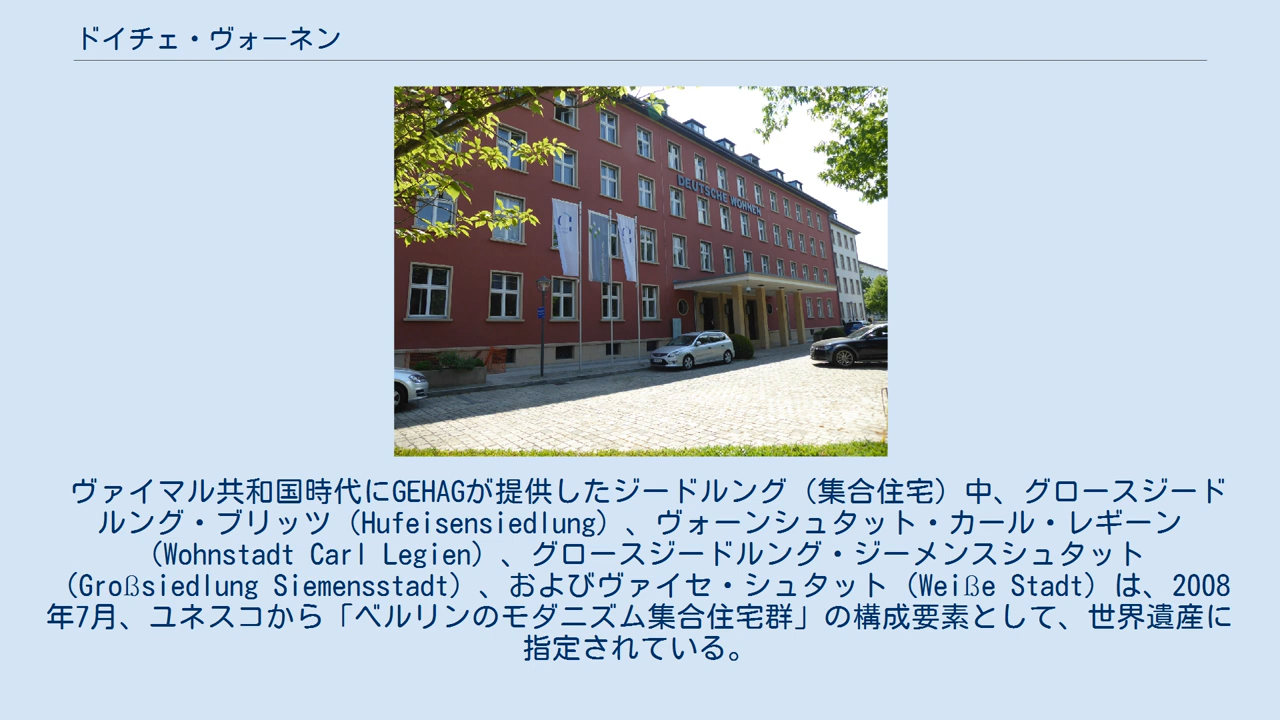 ドイチェ・ヴォーネン
DEUTSCHE WOHNEN
ヴァイマル共和国時代にGEHAGが提供したジードルング（集合住宅）中、グロースジード
ルング・ブリッツ（Hufeisensiedlung）、ヴォーンシュタット・カール・レギーン
（Wohnstadt Carl Legien）、グロースジードルング・ジーメンスシュタット
（Großsiedlung Siemensstadt）、およびヴァイセ・シュタット（Weiße Stadt）は、2008
年7月、ユネスコから「ベルリンのモダニズム集合住宅群」の構成要素として、世界遺産に
指定されている。